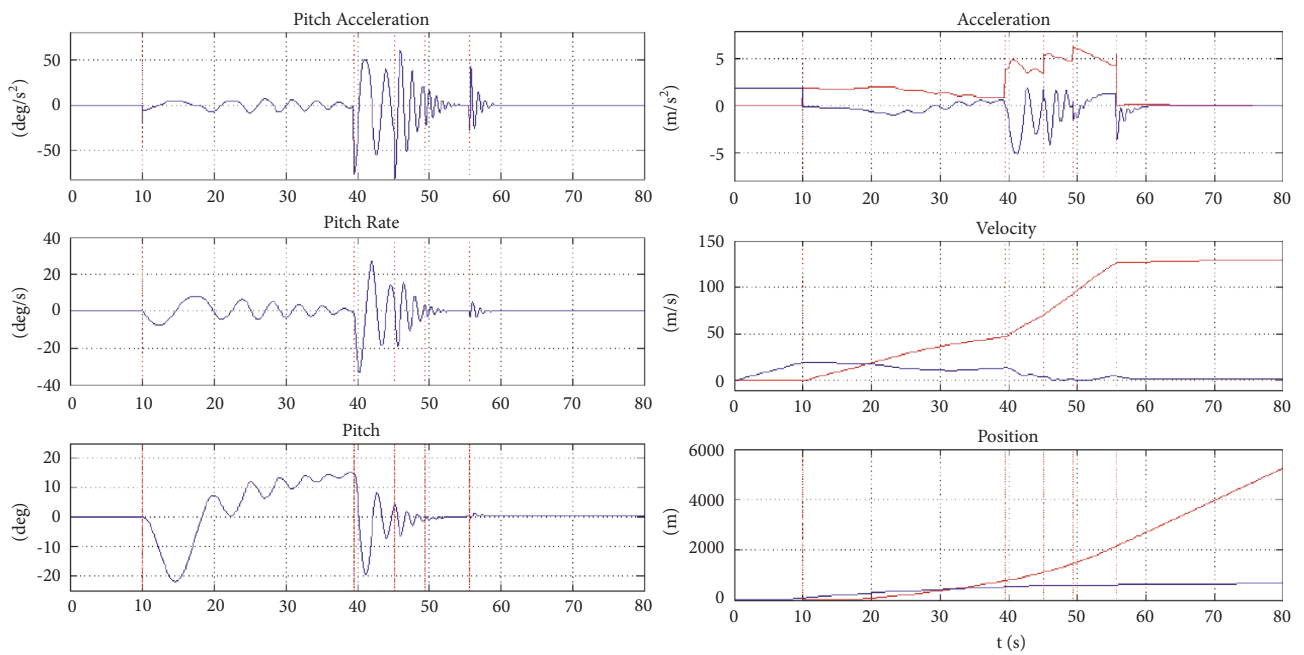 Pitch Acceleration
(deg/s²)
50
0
-50
0 10 20 30 40 50 60 70 80
Pitch Rate
(deg/s)
40
20
0
-20
-40
0 10 20 30 40 50 60 70 80
Pitch
(deg)
20
10
0
-10
-20
0 10 20 30 40 50 60 70 80
Acceleration
(m/s²)
5
0
-5
0 10 20 30 40 50 60 70 80
Velocity
(m/s)
150
100
50
0
0 10 20 30 40 50 60 70 80
Position
(m)
6000
4000
2000
0
0 10 20 30 40 50 60 70 80
t (s)